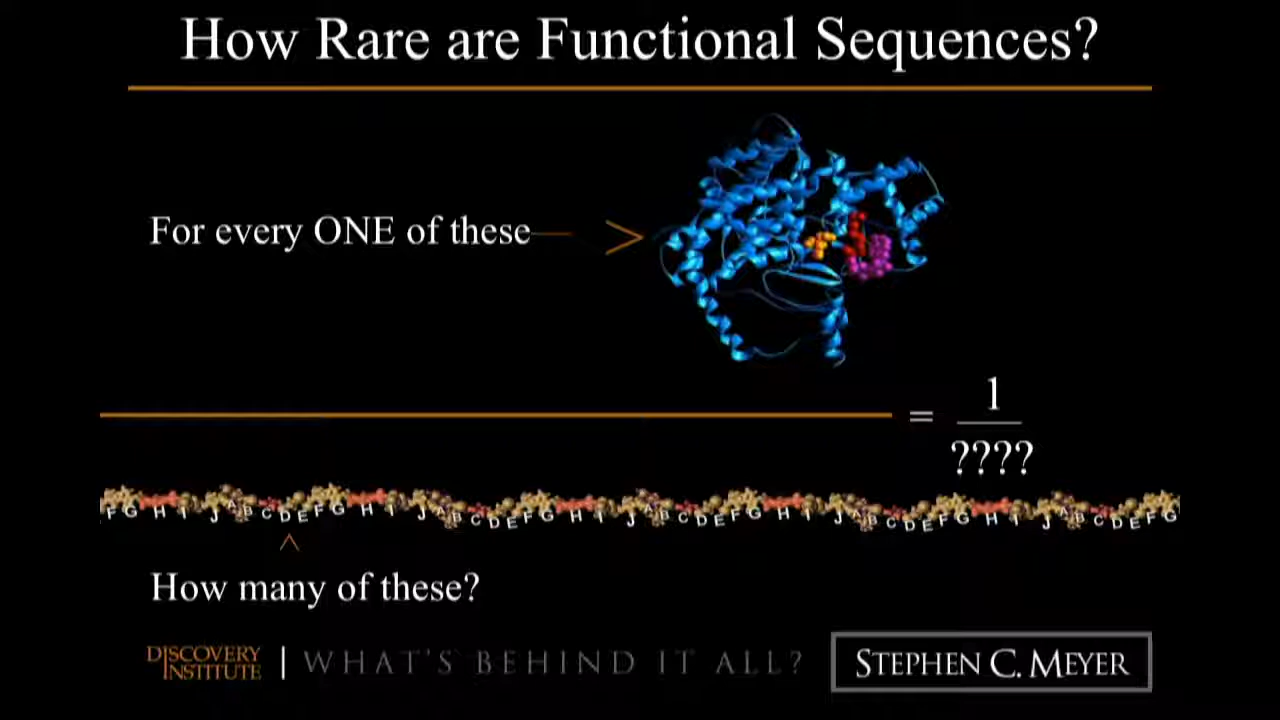 How Rare are Functional Sequences?
For every ONE of these
= 1
????
F G H I J A B C D E F G H I J A B C D E F G H I J A B C D E F G H I J A B C D E F G H I J A B C D E F G
How many of these?
DISCOVERY
INSTITUTE | WHAT'S BEHIND IT ALL? STEPHEN C. MEYER